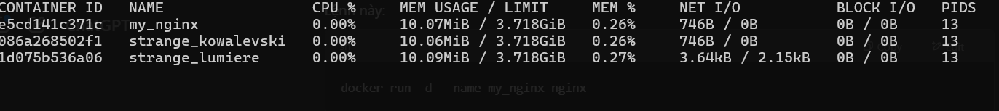 CONTAINER ID NAME CPU % MEM USAGE / LIMIT MEM % NET I/O BLOCK I/O PIDS
e5cd141c371c my_nginx 0.00% 10.07MiB / 3.718GiB 0.26% 746B / 0B 0B / 0B 13
086a268502f1 strange_kowalevski 0.00% 10.06MiB / 3.718GiB 0.26% 746B / 0B 0B / 0B 13
1d075b536a06 strange_lumiere 0.00% 10.09MiB / 3.718GiB 0.27% 3.64kB / 2.15kB 0B / 0B 13
Lệnh này:
docker run -d --name my_nginx nginx